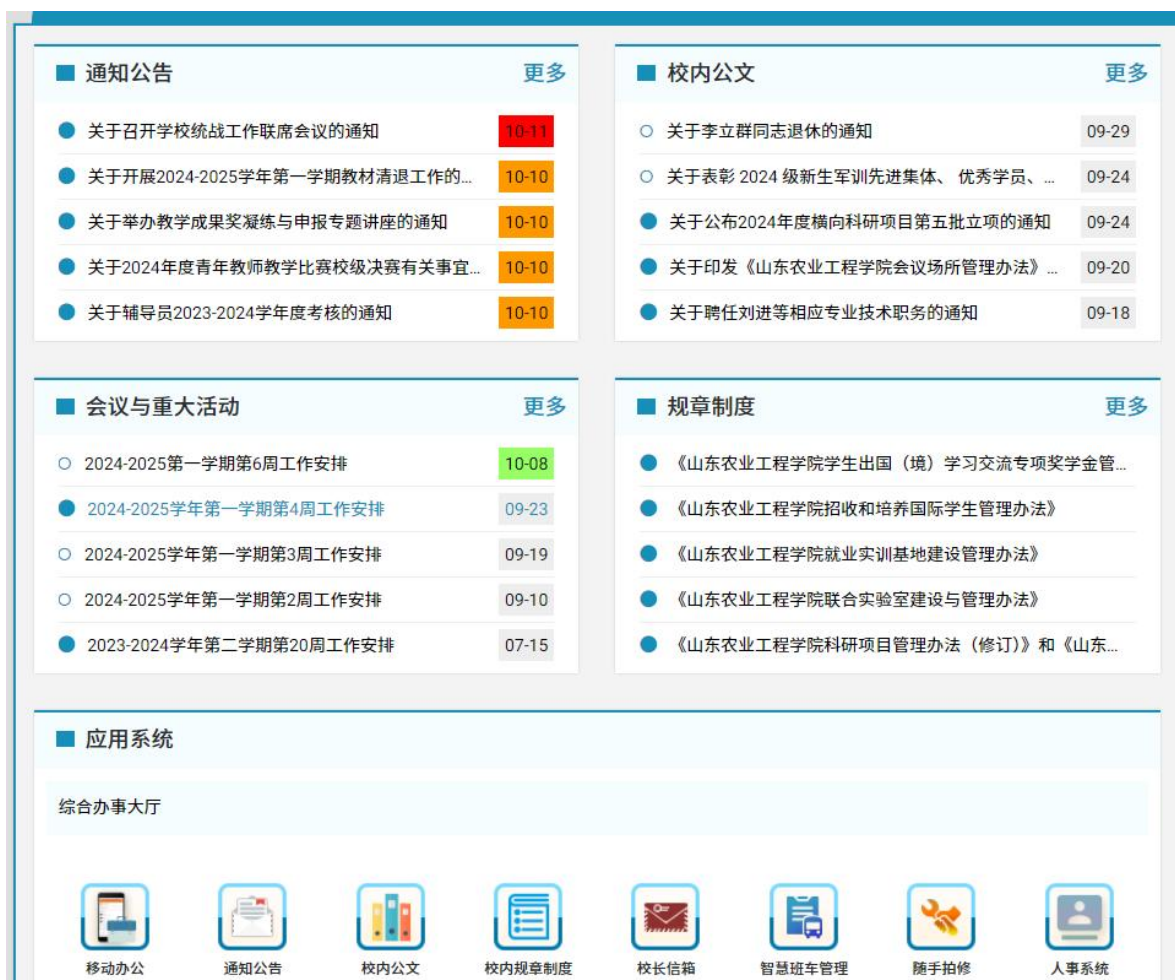 通知公告 更多
关于召开学校统战工作联席会议的通知 10-11
关于开展2024-2025学年第一学期教材清退工作的... 10-10
关于举办教学成果奖凝练与申报专题讲座的通知 10-10
关于2024年度青年教师教学比赛校级决赛有关事宜... 10-10
关于辅导员2023-2024学年度考核的通知 10-10
校内公文 更多
关于李立群同志退休的通知 09-29
关于表彰 2024 级新生军训先进集体、 优秀学员、... 09-24
关于公布2024年度横向科研项目第五批立项的通知 09-24
关于印发《山东农业工程学院会议场所管理办法》... 09-20
关于聘任刘进等相应专业技术职务的通知 09-18
会议与重大活动 更多
2024-2025第一学期第6周工作安排 10-08
2024-2025学年第一学期第4周工作安排 09-23
2024-2025学年第一学期第3周工作安排 09-19
2024-2025学年第一学期第2周工作安排 09-10
2023-2024学年第二学期第20周工作安排 07-15
规章制度 更多
《山东农业工程学院学生出国（境）学习交流专项奖学金管...
《山东农业工程学院招收和培养国际学生管理办法》
《山东农业工程学院就业实训基地建设管理办法》
《山东农业工程学院联合实验室建设与管理办法》
《山东农业工程学院科研项目管理办法（修订)》和《山东...
应用系统
综合办事大厅
移动办公 通知公告 校内公文 校内规章制度 校长信箱 智慧班车管理 随手拍修 人事系统